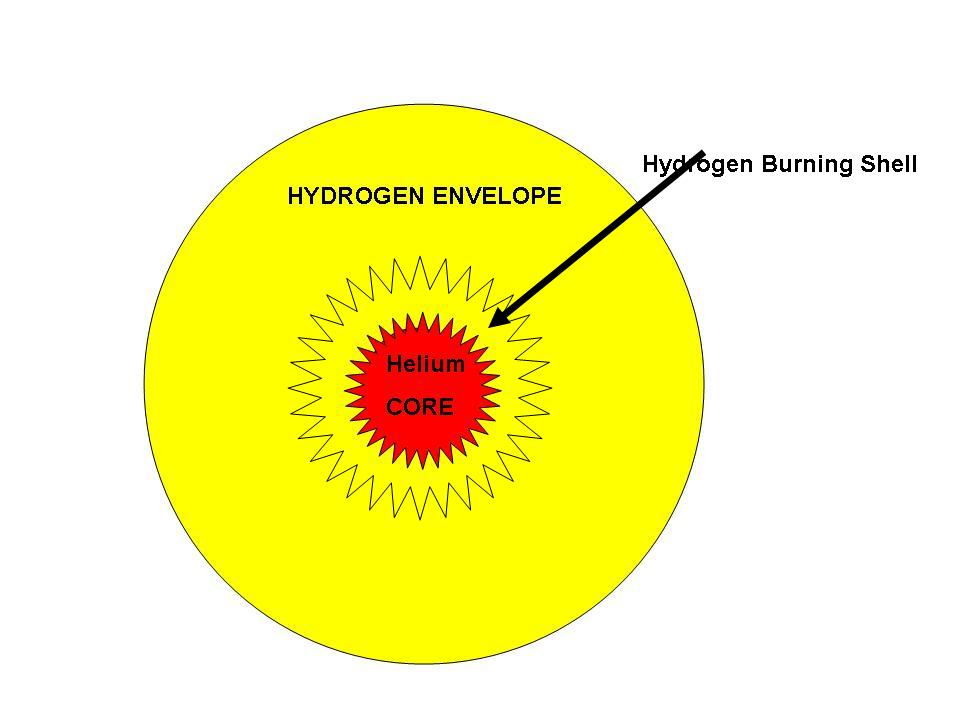 Hydrogen Burning Shell
HYDROGEN ENVELOPE
Helium
CORE